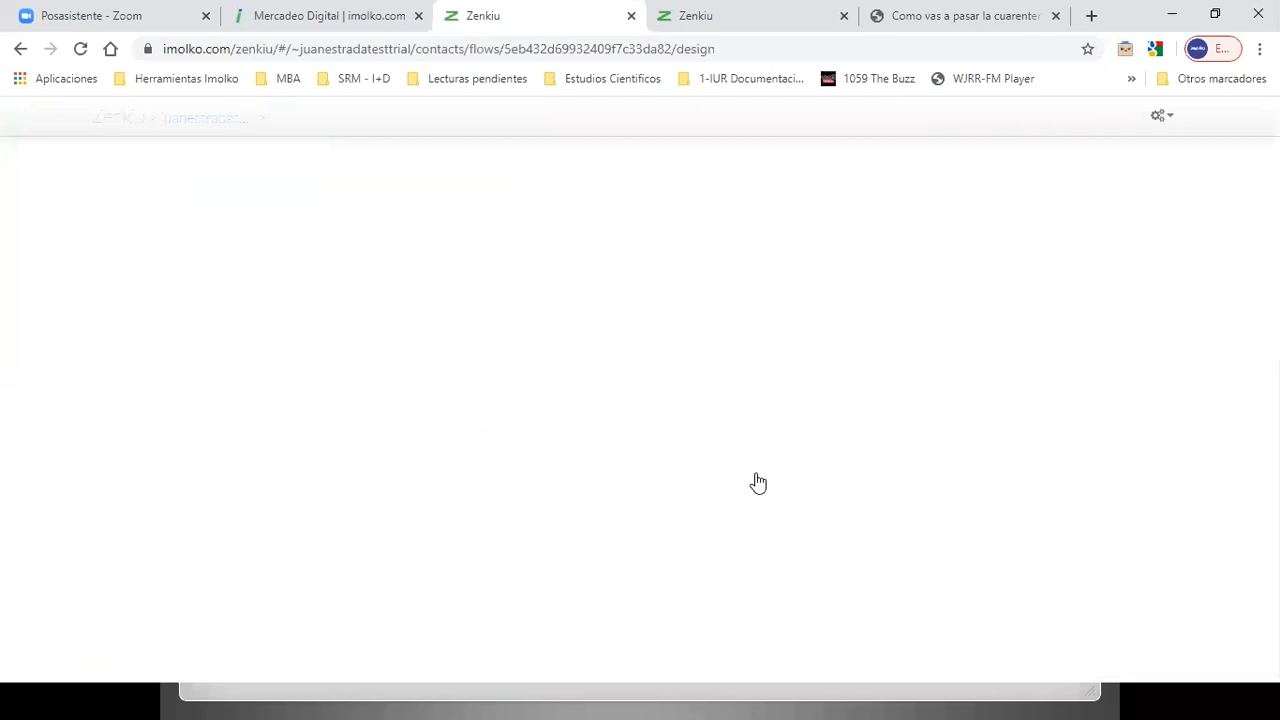 Posasistente - Zoom
Mercadeo Digital | imolko.com
Zenkiu
Zenkiu
Como vas a pasar la cuarenter
imolko.com/zenkiu/#/~juanestradatesttrial/contacts/flows/5eb432d69932409f7c33da82/design
E...
Aplicaciones
Herramientas Imolko
MBA
SRM - I+D
Lecturas pendientes
Estudios Cientificos
1-IUR Documentaci...
1059 The Buzz
WJRR-FM Player
»
Otros marcadores